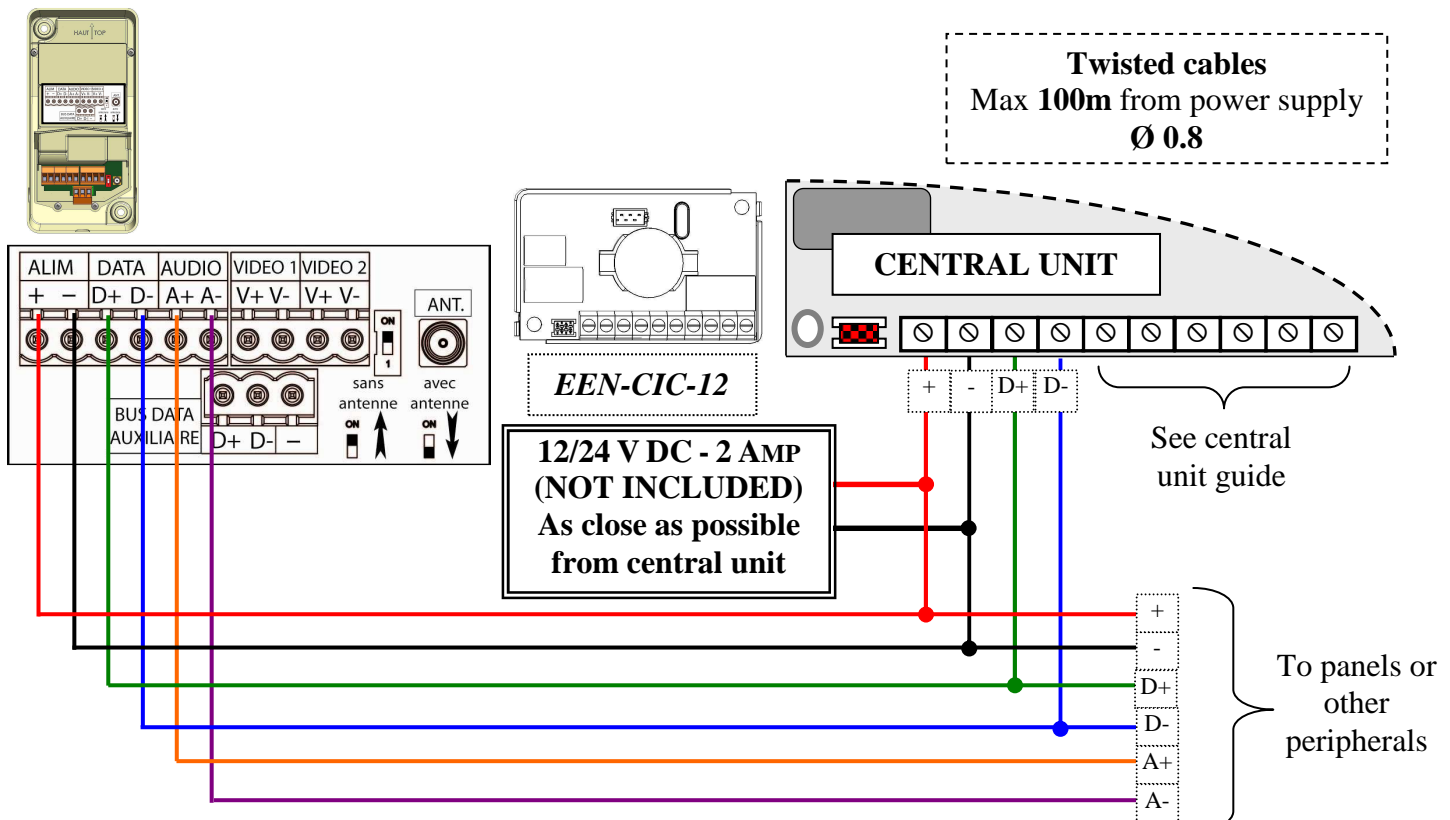 HAUT TOP
ALIM DATA AUDIO VIDEO 1 VIDEO 2
+ - D+ D- A+ A- V+ V- V+ V-
ANT.
ON
1
sans antenne
avec antenne
ON
ON
BUS DATA
AUXILIAIRE D+ D- -
Twisted cables
Max 100m from power supply
Ø 0.8
EEN-CIC-12
CENTRAL UNIT
+ - D+ D-
See central
unit guide
12/24 V DC - 2 AMP
(NOT INCLUDED)
As close as possible
from central unit
+
-
D+
D-
A+
A-
To panels or
other
peripherals